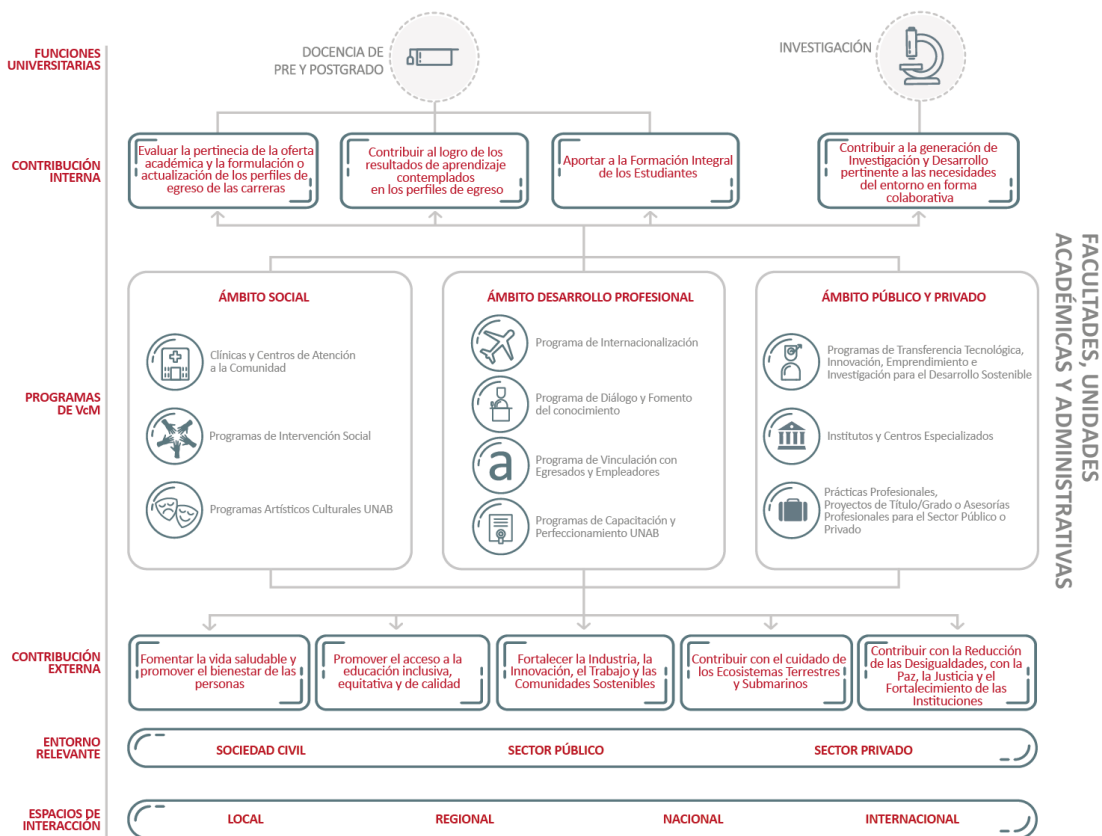 FUNCIONES
UNIVERSITARIAS
DOCENCIA DE
PRE Y POSTGRADO
INVESTIGACIÓN
CONTRIBUCIÓN
INTERNA
Evaluar la pertinecia de la oferta
académica y la formulación o
actualización de los perfiles de
egreso de las carreras
Contribuir al logro de los
resultados de aprendizaje
contemplados
en los perfiles de egreso
Aportar a la Formación Integral
de los Estudiantes
Contribuir a la generación de
Investigación y Desarrollo
pertinente a las necesidades
del entorno en forma
colaborativa
PROGRAMAS
DE VcM
ÁMBITO SOCIAL
Clínicas y Centros de Atención
a la Comunidad
Programas de Intervención Social
Programas Artísticos Culturales UNAB
ÁMBITO DESARROLLO PROFESIONAL
Programa de Internacionalización
Programa de Diálogo y Fomento
del conocimiento
a
Programa de Vinculación con
Egresados y Empleadores
Programas de Capacitación y
Perfeccionamiento UNAB
ÁMBITO PÚBLICO Y PRIVADO
Programas de Transferencia Tecnológica,
Innovación, Emprendimiento e
Investigación para el Desarrollo Sostenible
Institutos y Centros Especializados
Prácticas Profesionales,
Proyectos de Título/Grado o Asesorías
Profesionales para el Sector Público o
Privado
FACULTADES, UNIDADES
ACADÉMICAS Y ADMINISTRATIVAS
CONTRIBUCIÓN
EXTERNA
Fomentar la vida saludable y
promover el bienestar de las
personas
Promover el acceso a la
educación inclusiva,
equitativa y de calidad
Fortalecer la Industria, la
Innovación, el Trabajo y las
Comunidades Sostenibles
Contribuir con el cuidado de
los Ecosistemas Terrestres
y Submarinos
Contribuir con la Reducción
de las Desigualdades, con la
Paz, la Justicia y el
Fortalecimiento de las
Instituciones
ENTORNO
RELEVANTE
SOCIEDAD CIVIL
SECTOR PÚBLICO
SECTOR PRIVADO
ESPACIOS DE
INTERACCIÓN
LOCAL
REGIONAL
NACIONAL
INTERNACIONAL